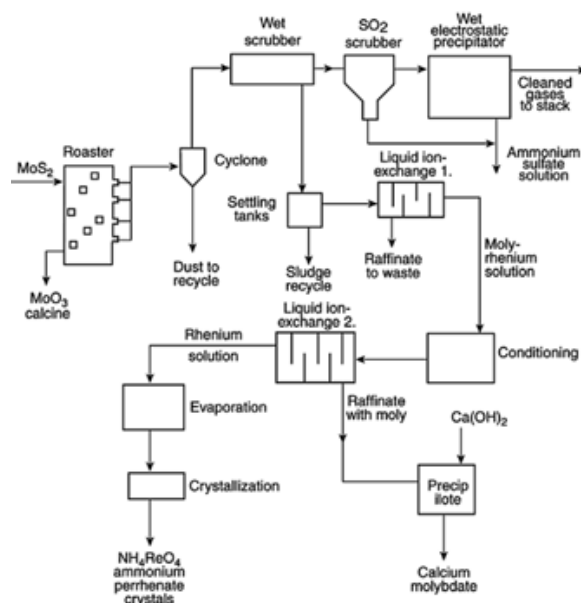 Wet
scrubber
SO2
scrubber
Wet
electrostatic
precipitator
Cleaned
gases
to stack
Roaster
MoS2
Cyclone
Liquid ion-
exchange 1.
Ammonium
sulfate
solution
Settling
tanks
Moly-
rhenium
solution
Dust to
recycle
Sludge
recycle
Raffinate
to waste
MoO3
calcine
Liquid ion-
exchange 2.
Rhenium
solution
Conditioning
Evaporation
Raffinate
with moly
Ca(OH)2
Crystallization
Precip
ilote
NH4ReO4
ammonium
perrhenate
crystals
Calcium
molybdate